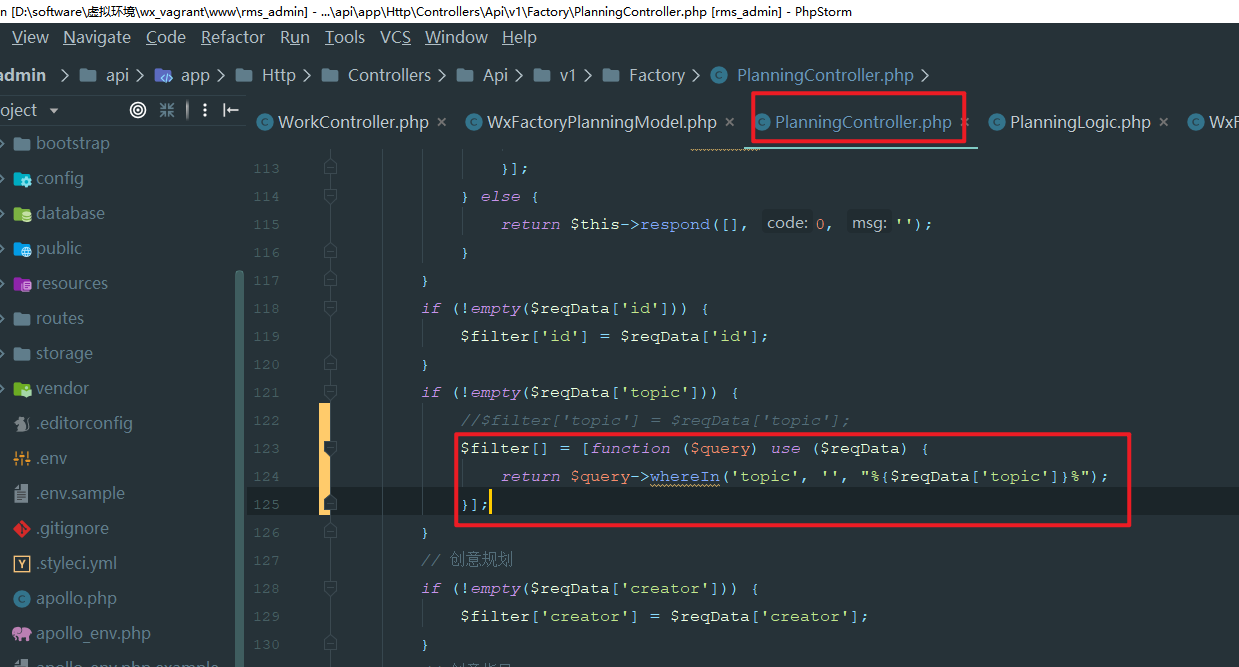 n [D:\software\虚拟环境\wx_vagrant\www\rms_admin] - ...\api\app\Http\Controllers\Api\v1\Factory\PlanningController.php [rms_admin] - PhpStorm
View Navigate Code Refactor Run Tools VCS Window Help
admin api app Http Controllers Api v1 Factory PlanningController.php
oject
WorkController.php × WxFactoryPlanningModel.php × PlanningController.php × PlanningLogic.php × WxF
bootstrap
config
database
public
resources
routes
storage
vendor
.editorconfig
.env
.env.sample
.gitignore
.styleci.yml
apollo.php
apollo_env.php
apollo_env.php.example
113 }];
114 } else {
115 return $this->respond([], code: 0, msg: '');
116 }
117 }
118 if (!empty($reqData['id'])) {
119 $filter['id'] = $reqData['id'];
120 }
121 if (!empty($reqData['topic'])) {
122 //$filter['topic'] = $reqData['topic'];
123 $filter[] = [function ($query) use ($reqData) {
124 return $query->whereIn('topic', '', "%{$reqData['topic']}%");
125 }];
126 }
127 // 创意规划
128 if (!empty($reqData['creator'])) {
129 $filter['creator'] = $reqData['creator'];
130 }